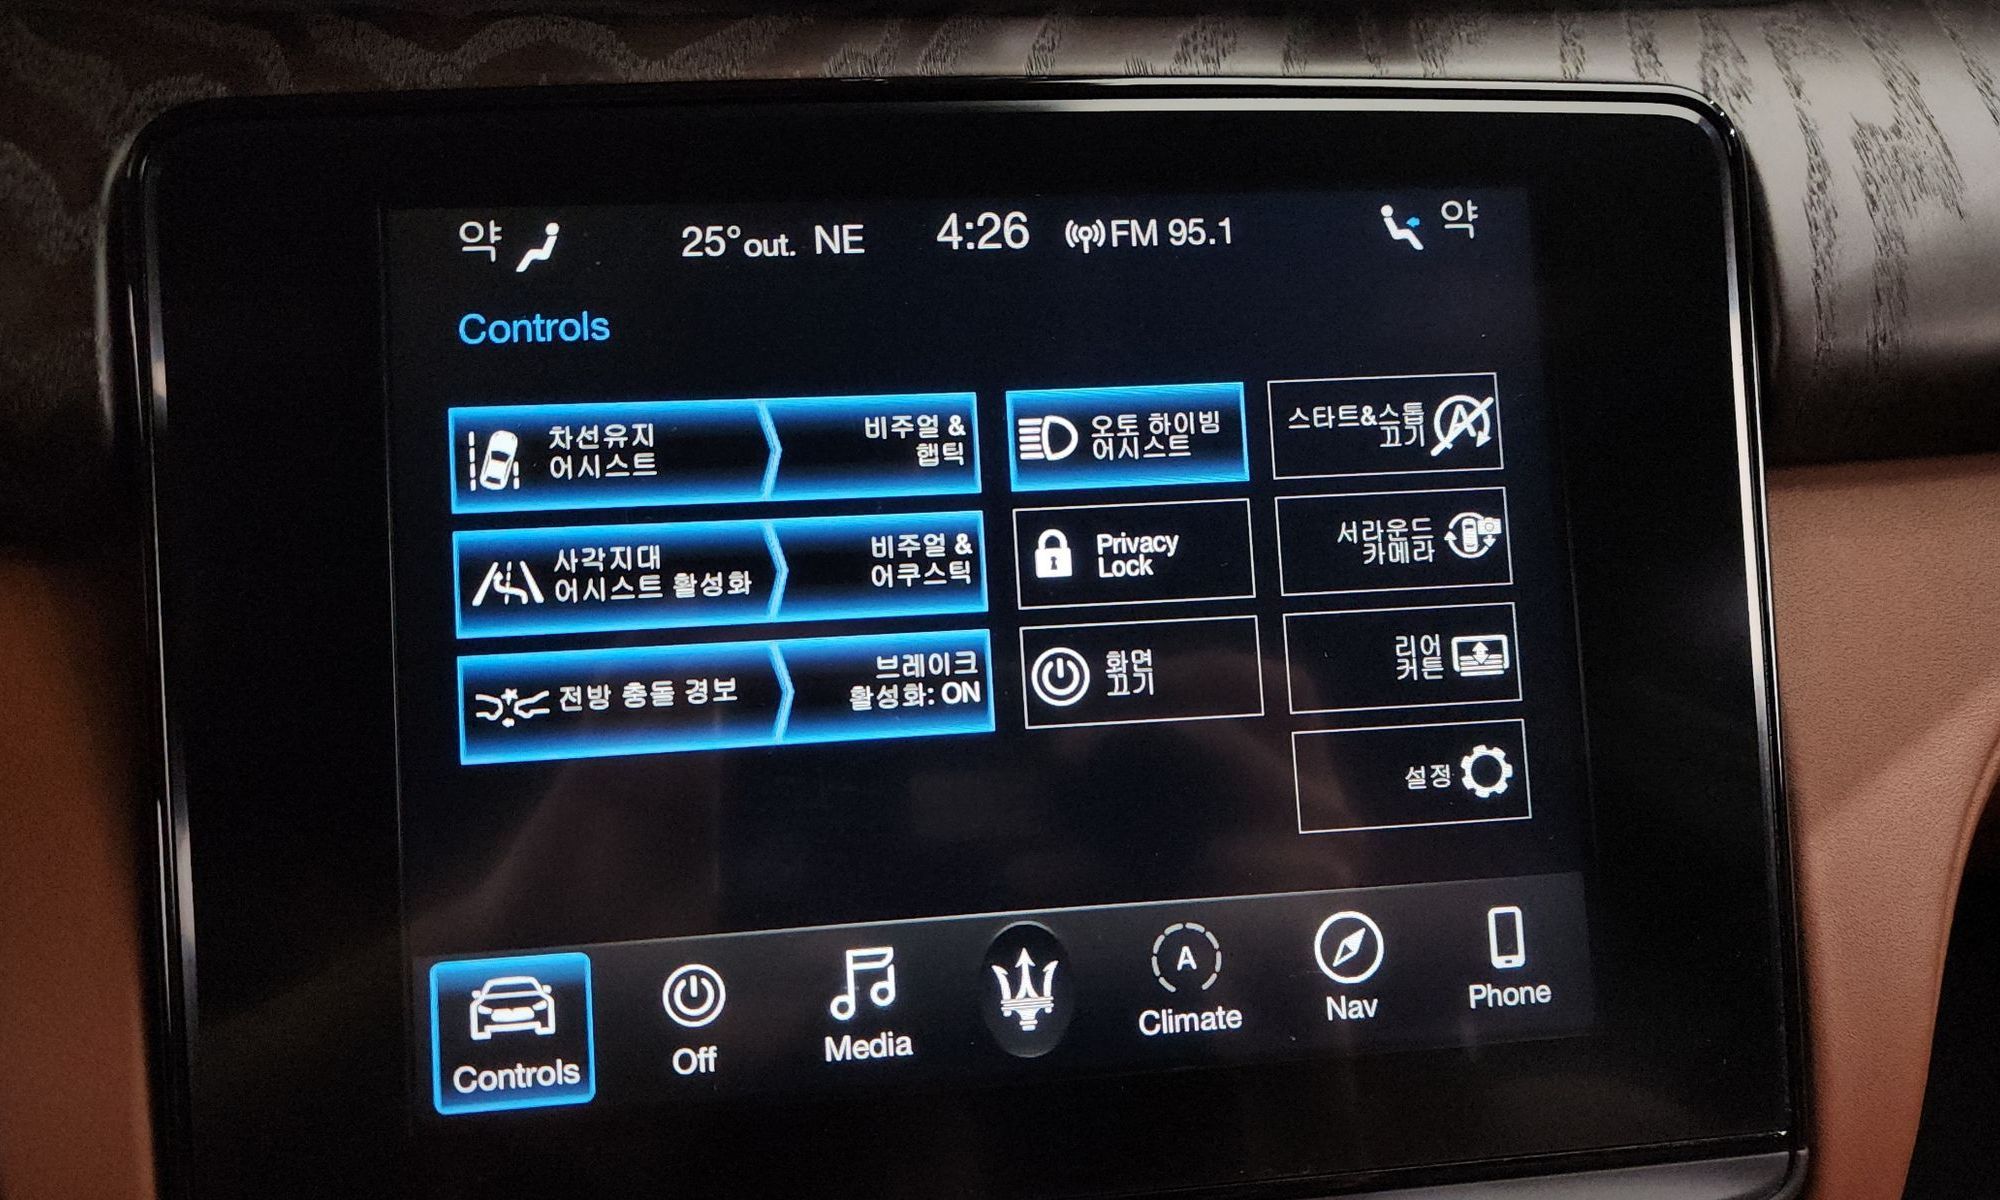 약 25°out. NE 4:26 FM 95.1 약
Controls
차선유지
어시스트
비주얼 &
햅틱
오토 하이빔
어시스트
스타트&스톱
끄기
사각지대
어시스트 활성화
비주얼 &
어쿠스틱
Privacy
Lock
서라운드
카메라
전방 충돌 경보
브레이크
활성화: ON
화면
끄기
리어
커튼
설정
Controls
Off
Media
A
Climate
Nav
Phone